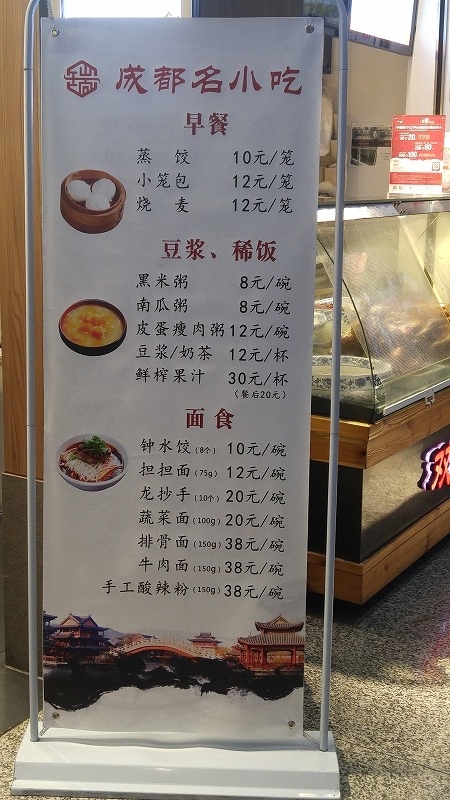 成都名小吃
早餐
蒸饺 10元/笼
小笼包 12元/笼
烧麦 12元/笼
豆浆、稀饭
黑米粥 8元/碗
南瓜粥 8元/碗
皮蛋瘦肉粥 12元/碗
豆浆/奶茶 12元/杯
鲜榨果汁 30元/杯
(餐后20元)
面食
钟水饺(8个) 10元/碗
担担面(75g) 12元/碗
龙抄手(10个) 20元/碗
蔬菜面(100g) 20元/碗
排骨面(150g) 38元/碗
牛肉面(150g) 38元/碗
手工酸辣粉(150g) 38元/碗